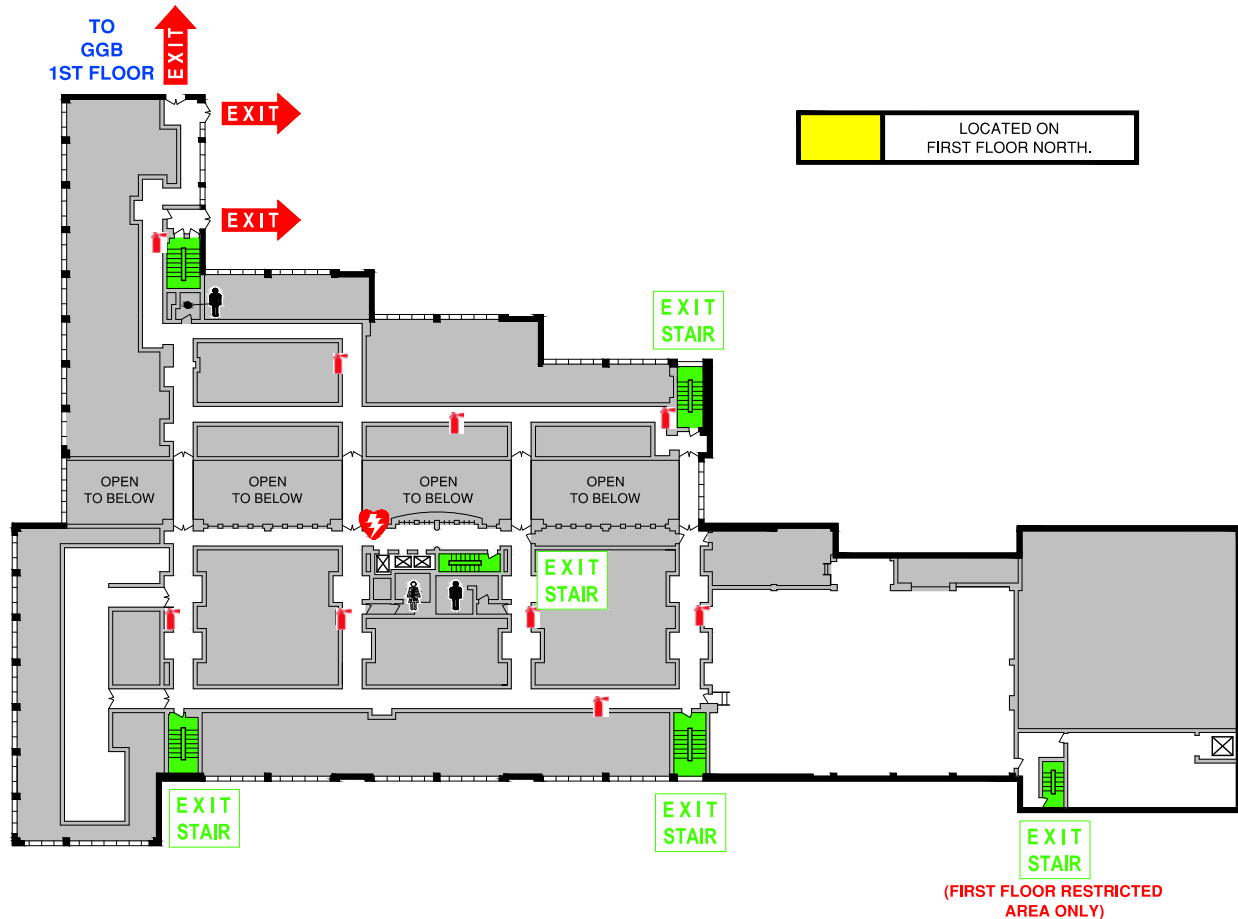 TO
GGB
1ST FLOOR
EXIT
EXIT
LOCATED ON
FIRST FLOOR NORTH.
EXIT
EXIT
STAIR
OPEN
TO BELOW
OPEN
TO BELOW
OPEN
TO BELOW
OPEN
TO BELOW
EXIT
STAIR
EXIT
STAIR
EXIT
STAIR
EXIT
STAIR
(FIRST FLOOR RESTRICTED
AREA ONLY)